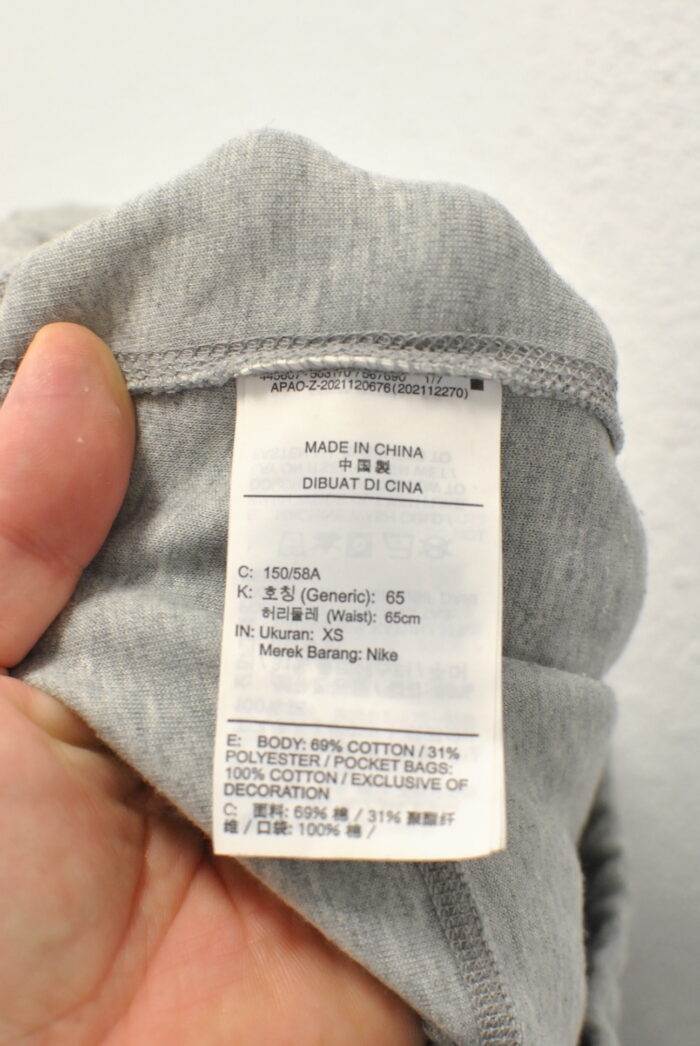 APAO-Z-2021120676(202112270)
MADE IN CHINA
中国製
DIBUAT DI CINA
C: 150/58A
K: 호칭 (Generic): 65
허리둘레 (Waist): 65cm
IN: Ukuran: XS
Merek Barang: Nike
E: BODY: 69% COTTON / 31%
POLYESTER / POCKET BAGS:
100% COTTON / EXCLUSIVE OF
DECORATION
C: 面料: 69% 棉 / 31% 聚酯纤
维 / 口袋: 100% 棉 /